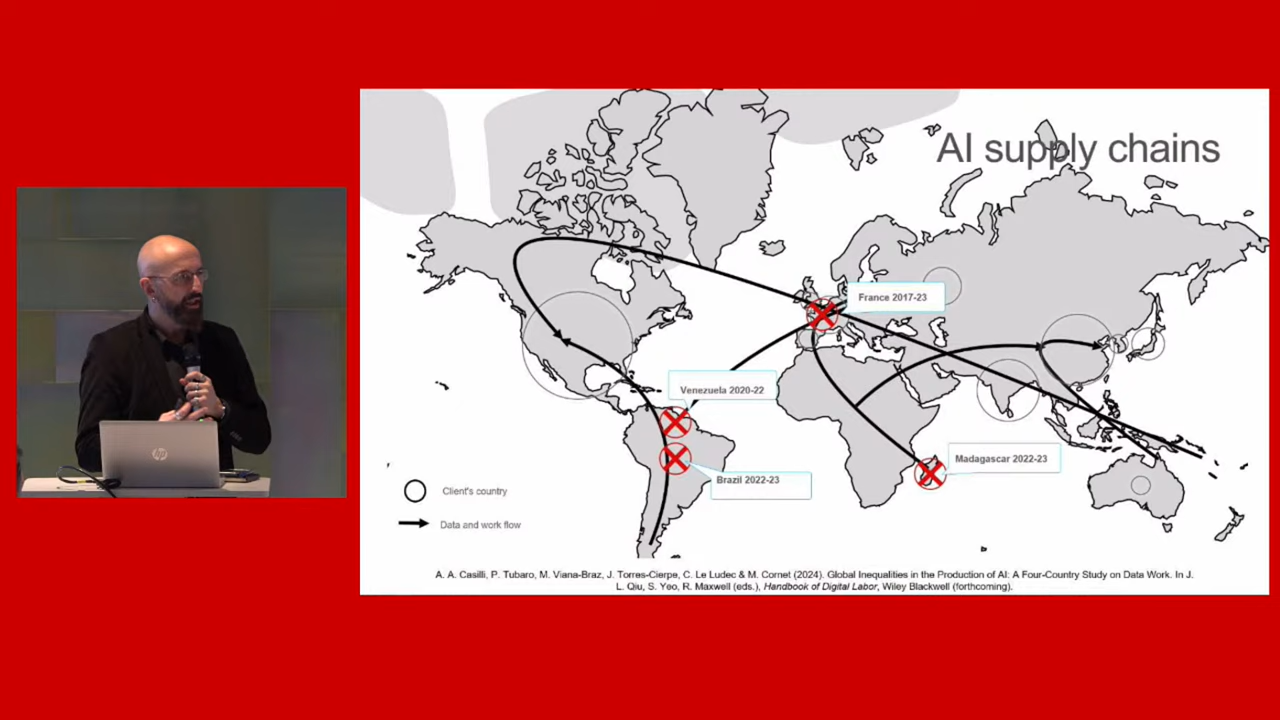 AI supply chains
France 2017-23
Venezuela 2020-22
Madagascar 2022-23
Brazil 2022-23
Client's country
Data and work flow
A. A. Casilli, P. Tubaro, M. Viana-Braz, J. Torres-Cierpe, C. Le Ludec & M. Cornet (2024). Global Inequalities in the Production of AI: A Four-Country Study on Data Work. In J.
L. Qiu, S. Yeo, R. Maxwell (eds.), Handbook of Digital Labor, Wiley Blackwell (forthcoming).
hp